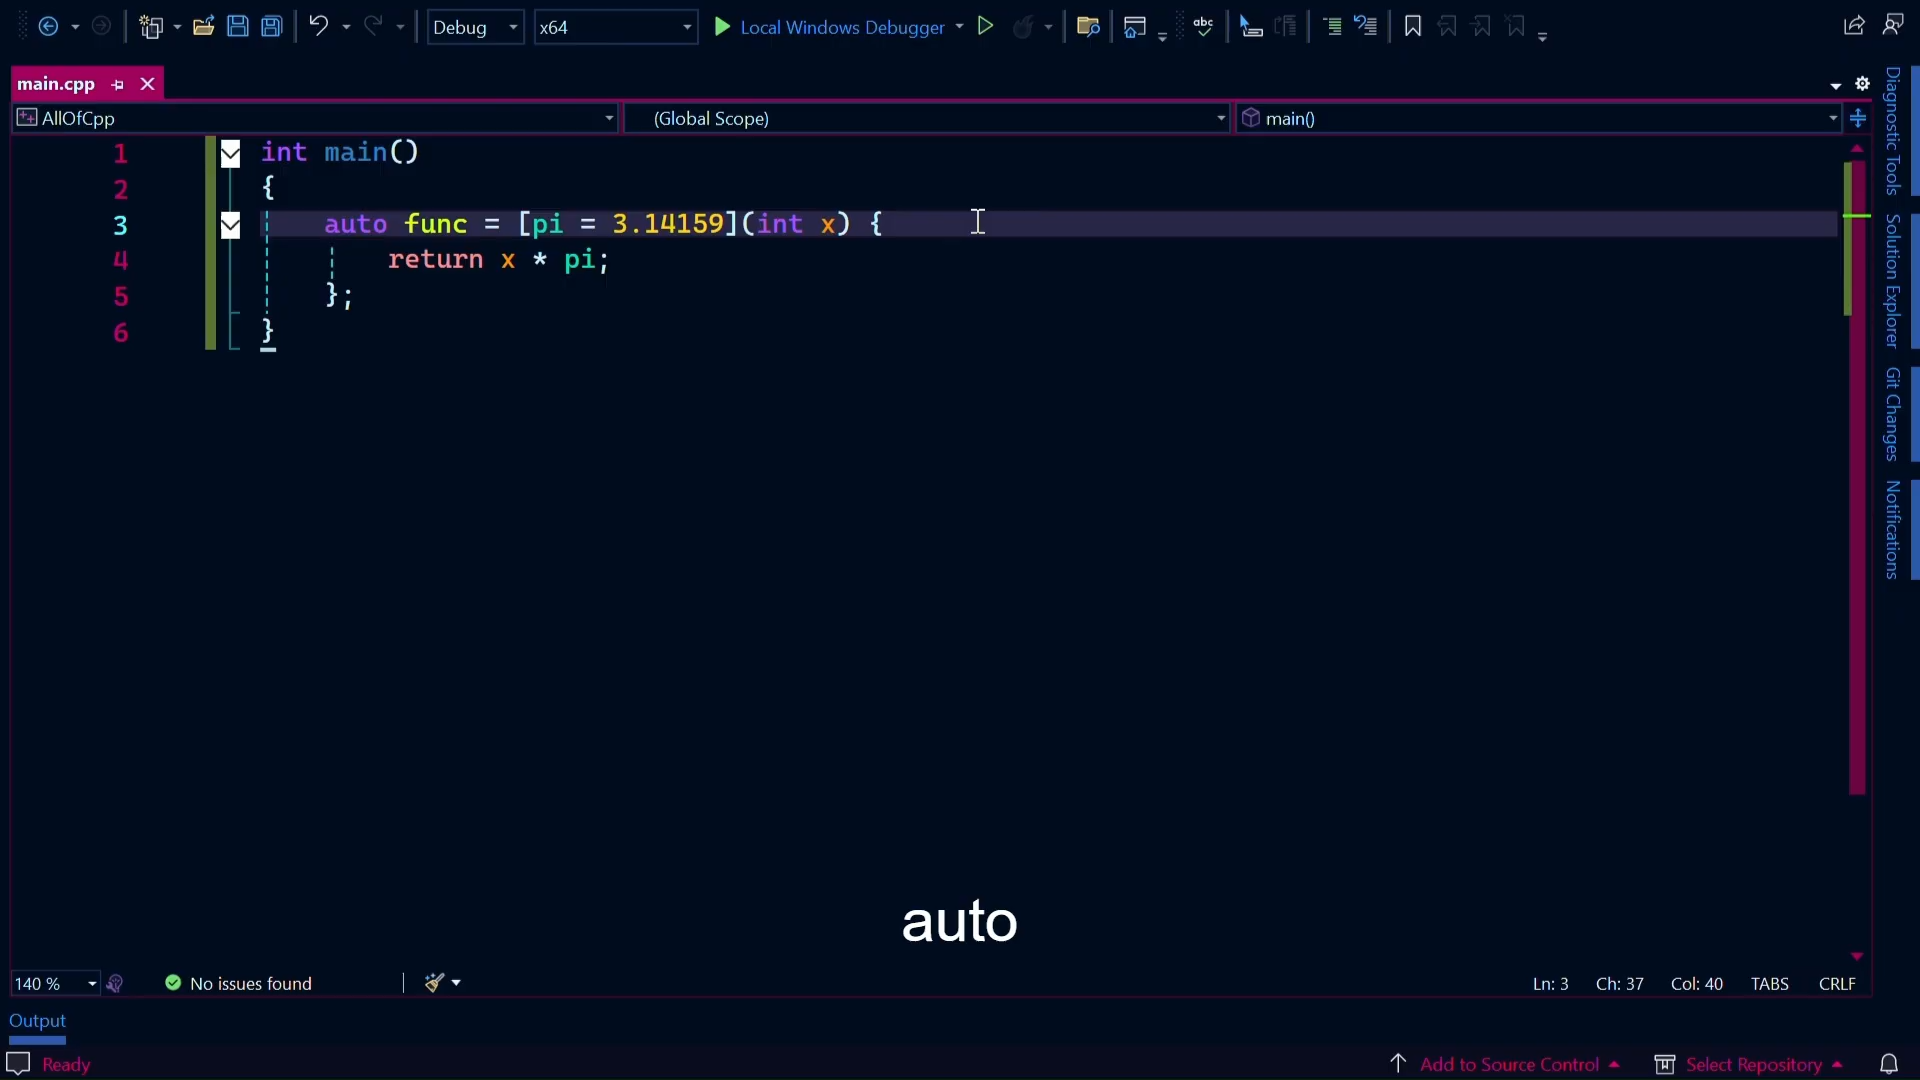 Debug x64 Local Windows Debugger abc
main.cpp
AllOfCpp (Global Scope) main()
1 int main()
2 {
3 auto func = [pi = 3.14159](int x) {
4 return x * pi;
5 };
6 }
Diagnostic Tools
Solution Explorer
Git Changes
Notifications
auto
140 % No issues found Ln: 3 Ch: 37 Col: 40 TABS CRLF
Output
Ready Add to Source Control Select Repository